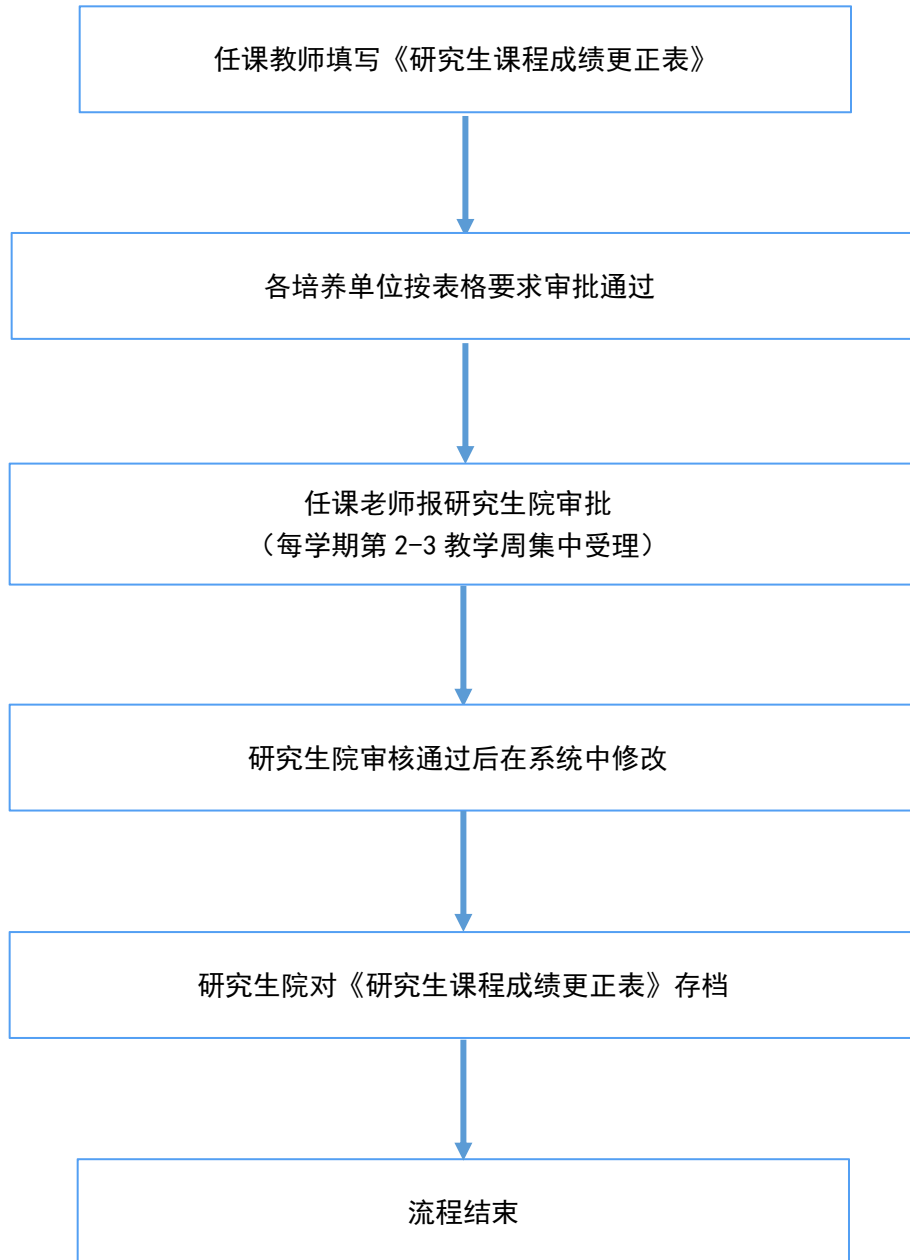 任课教师填写《研究生课程成绩更正表》
各培养单位按表格要求审批通过
任课老师报研究生院审批
（每学期第 2-3 教学周集中受理）
研究生院审核通过后在系统中修改
研究生院对《研究生课程成绩更正表》存档
流程结束